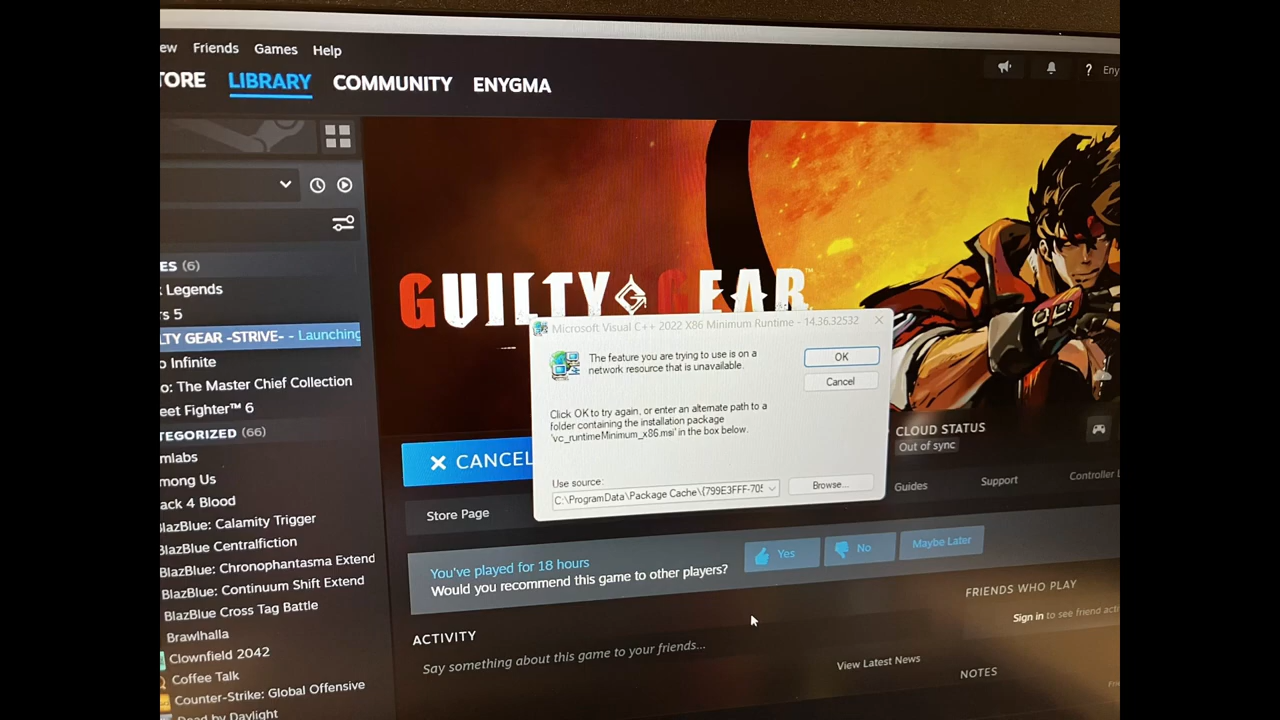 ew Friends Games Help
TORE LIBRARY COMMUNITY ENYGMA
? Eny
ES (6)
Legends
rs 5
LTY GEAR -STRIVE- - Launching
o Infinite
o: The Master Chief Collection
eet Fighter™ 6
TEGORIZED (66)
mlabs
mong Us
ack 4 Blood
BlazBlue: Calamity Trigger
BlazBlue Centralfiction
BlazBlue: Chronophantasma Extend
BlazBlue: Continuum Shift Extend
BlazBlue Cross Tag Battle
Brawlhalla
Clownfield 2042
Coffee Talk
Counter-Strike: Global Offensive
Dead by Daylight
GUILTY GEAR™
Microsoft Visual C++ 2022 X86 Minimum Runtime - 14.36.32532
The feature you are trying to use is on a
network resource that is unavailable.
OK
Cancel
Click OK to try again, or enter an alternate path to a
folder containing the installation package
'vc_runtimeMinimum_x86.msi' in the box below.
Use source:
C:\ProgramData\Package Cache\{799E3FFF-705
Browse...
CANCEL
CLOUD STATUS
Out of sync
Store Page
Guides Support Controller L
You've played for 18 hours
Would you recommend this game to other players?
Yes No Maybe Later
ACTIVITY
Say something about this game to your friends...
View Latest News
FRIENDS WHO PLAY
Sign in to see friend acti
NOTES